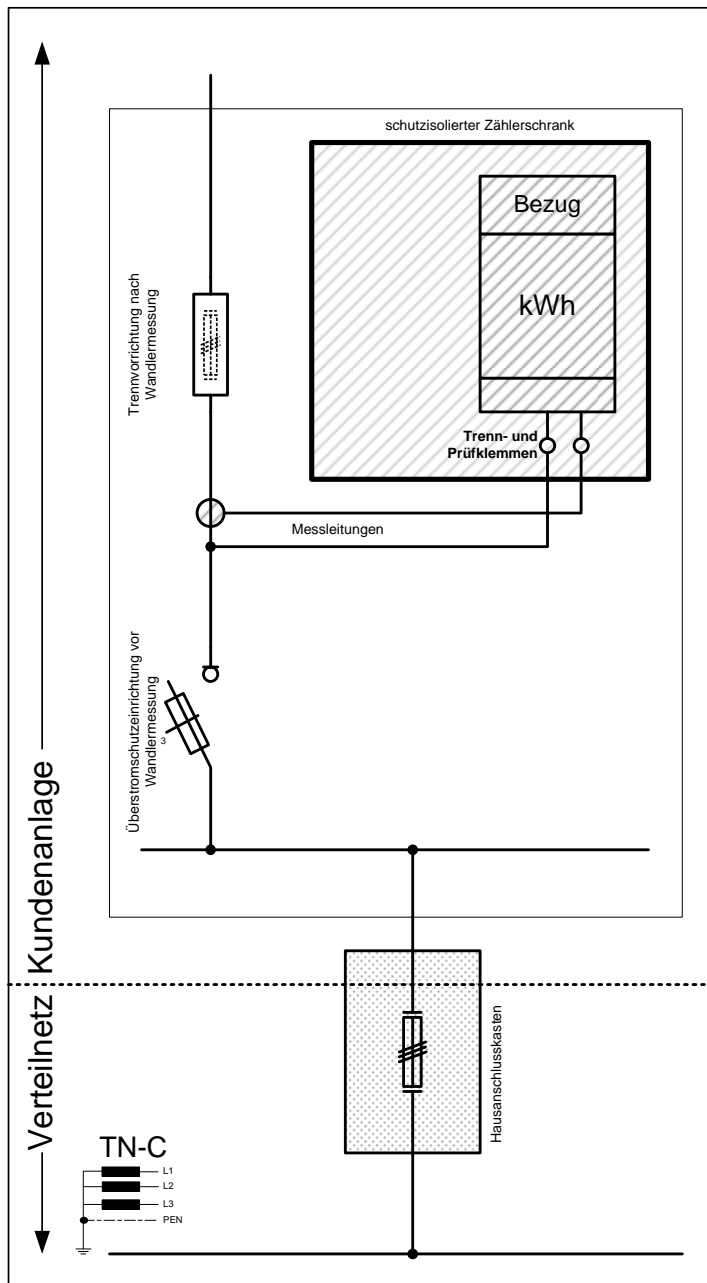 schutzisolierter Zählerschrank
Bezug
kWh
Trennvorrichtung nach
Wandlermessung
Trenn- und
Prüfklemmen
Messleitungen
Überstromschutzeinrichtung vor
Wandlermessung
3
Kundenanlage
Verteilnetz
Hausanschlusskasten
TN-C
L1
L2
L3
PEN